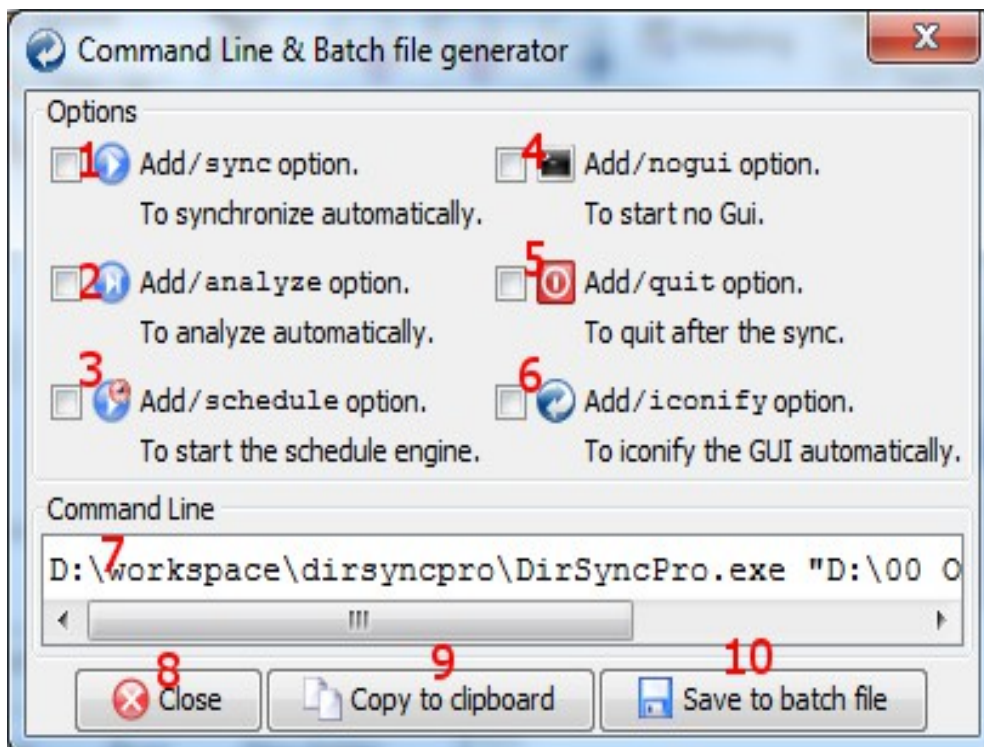 Command Line & Batch file generator
Options
1 Add/sync option.
To synchronize automatically.
4 Add/nogui option.
To start no Gui.
2 Add/analyze option.
To analyze automatically.
5 Add/quit option.
To quit after the sync.
3 Add/schedule option.
To start the schedule engine.
6 Add/iconify option.
To iconify the GUI automatically.
Command Line
7
D:\workspace\dirsyncpro\DirSyncPro.exe "D:\00 O
8 Close
9 Copy to clipboard
10 Save to batch file